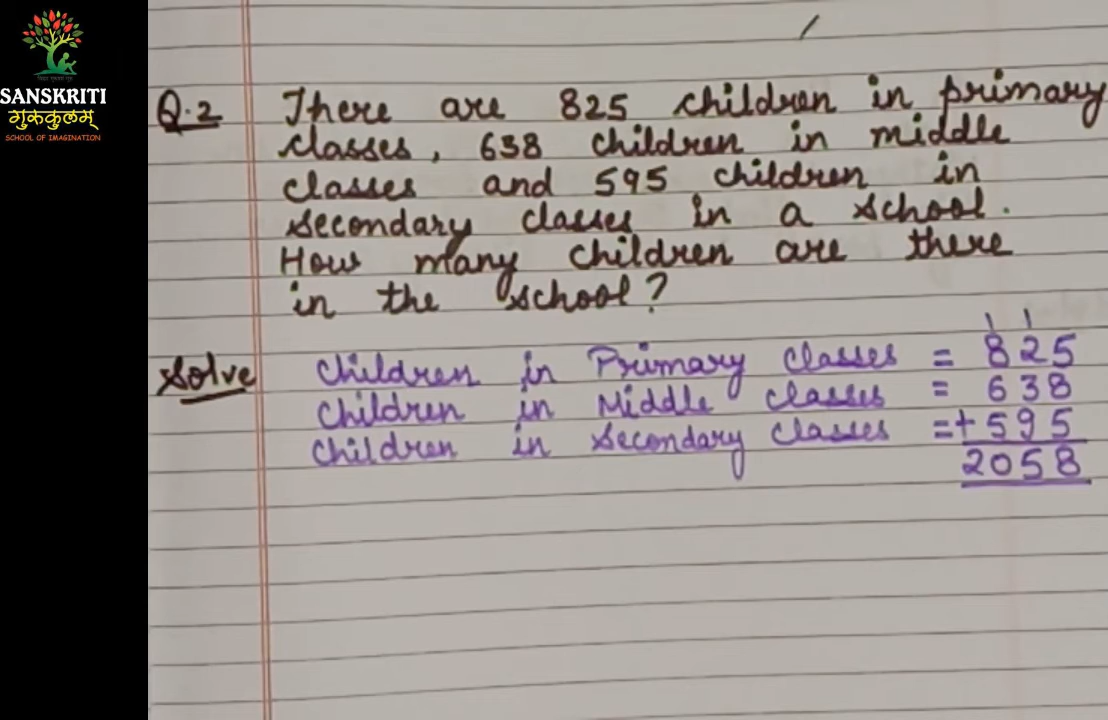 SANSKRITI
गुरुकुलम्
SCHOOL OF IMAGINATION
Q.2 There are 825 children in primary
classes, 638 children in middle
classes and 595 children in
secondary classes in a school.
How many children are there
in the school?
1 1
Solve Children in Primary classes = 825
Children in Middle classes = 638
Children in Secondary classes =+595
2058